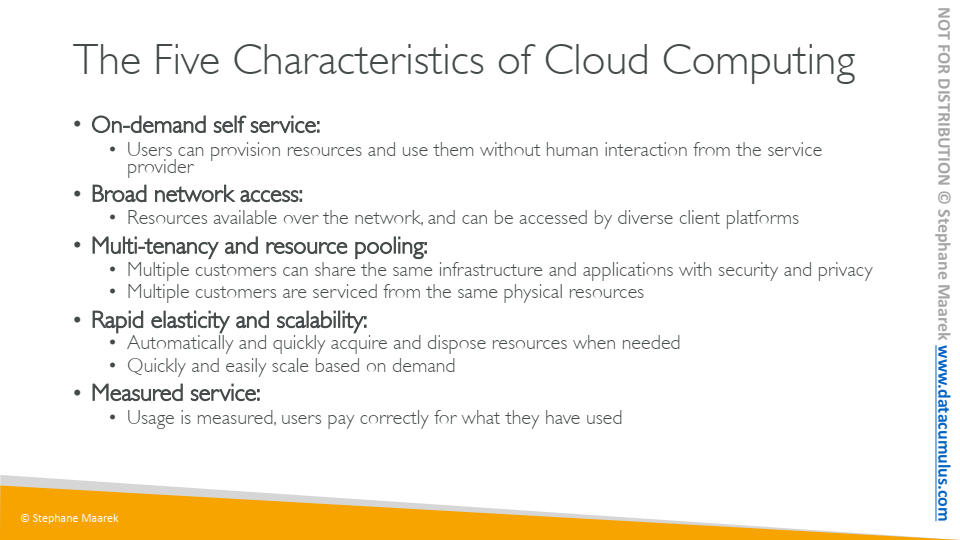 The Five Characteristics of Cloud Computing
• On-demand self service:
• Users can provision resources and use them without human interaction from the service
provider
• Broad network access:
• Resources available over the network, and can be accessed by diverse client platforms
• Multi-tenancy and resource pooling:
• Multiple customers can share the same infrastructure and applications with security and privacy
• Multiple customers are serviced from the same physical resources
• Rapid elasticity and scalability:
• Automatically and quickly acquire and dispose resources when needed
• Quickly and easily scale based on demand
• Measured service:
• Usage is measured, users pay correctly for what they have used
© Stephane Maarek
NOT FOR DISTRIBUTION © Stephane Maarek www.datacumulus.com